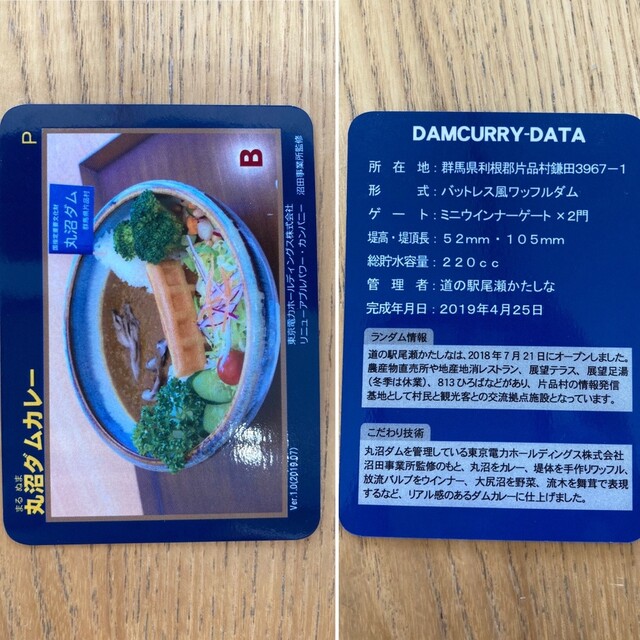 まる ぬま
丸沼ダムカレー
P
国指定重要文化財
丸沼ダム
群馬県片品村
B
東京電力ホールディングス株式会社
リニューアブルパワー・カンパニー 沼田事業所監修
Ver.1.0(2019.07)
DAMCURRY-DATA
所在地:群馬県利根郡片品村鎌田3967−1
形式:バットレス風ワッフルダム
ゲート:ミニウインナーゲート×2門
堤高・堤頂長:52mm・105mm
総貯水容量:220cc
管理者:道の駅尾瀬かたしな
完成年月日:2019年4月25日
ランダム情報
道の駅尾瀬かたしなは、2018年7月21日にオープンしました。
農産物直売所や地産地消レストラン、展望テラス、展望足湯
(冬季は休業)、813ひろばなどがあり、片品村の情報発信
基地として村民と観光客との交流拠点施設となっています。
こだわり技術
丸沼ダムを管理している東京電力ホールディングス株式会社
沼田事業所監修のもと、丸沼をカレー、堤体を手作りワッフル、
放流バルブをウインナー、大尻沼を野菜、流木を舞茸で表現
するなど、リアル感のあるダムカレーに仕上げました。